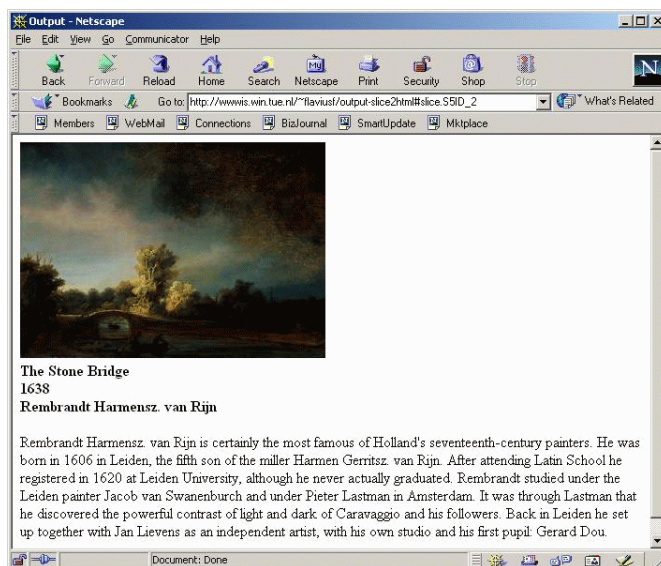 Output - Netscape
File Edit View Go Communicator Help
Back Forward Reload Home Search Netscape Print Security Shop Stop
My
N
Bookmarks Go to: http://wwwis.win.tue.nl/~flaviusf/output-slice2html#slice.S5ID_2 What's Related
Members WebMail Connections BizJournal SmartUpdate Mktplace
The Stone Bridge
1638
Rembrandt Harmensz. van Rijn
Rembrandt Harmensz. van Rijn is certainly the most famous of Holland's seventeenth-century painters. He was
born in 1606 in Leiden, the fifth son of the miller Harmen Gerritsz. van Rijn. After attending Latin School he
registered in 1620 at Leiden University, although he never actually graduated. Rembrandt studied under the
Leiden painter Jacob van Swanenburch and under Pieter Lastman in Amsterdam. It was through Lastman that
he discovered the powerful contrast of light and dark of Caravaggio and his followers. Back in Leiden he set
up together with Jan Lievens as an independent artist, with his own studio and his first pupil: Gerard Dou.
Document: Done